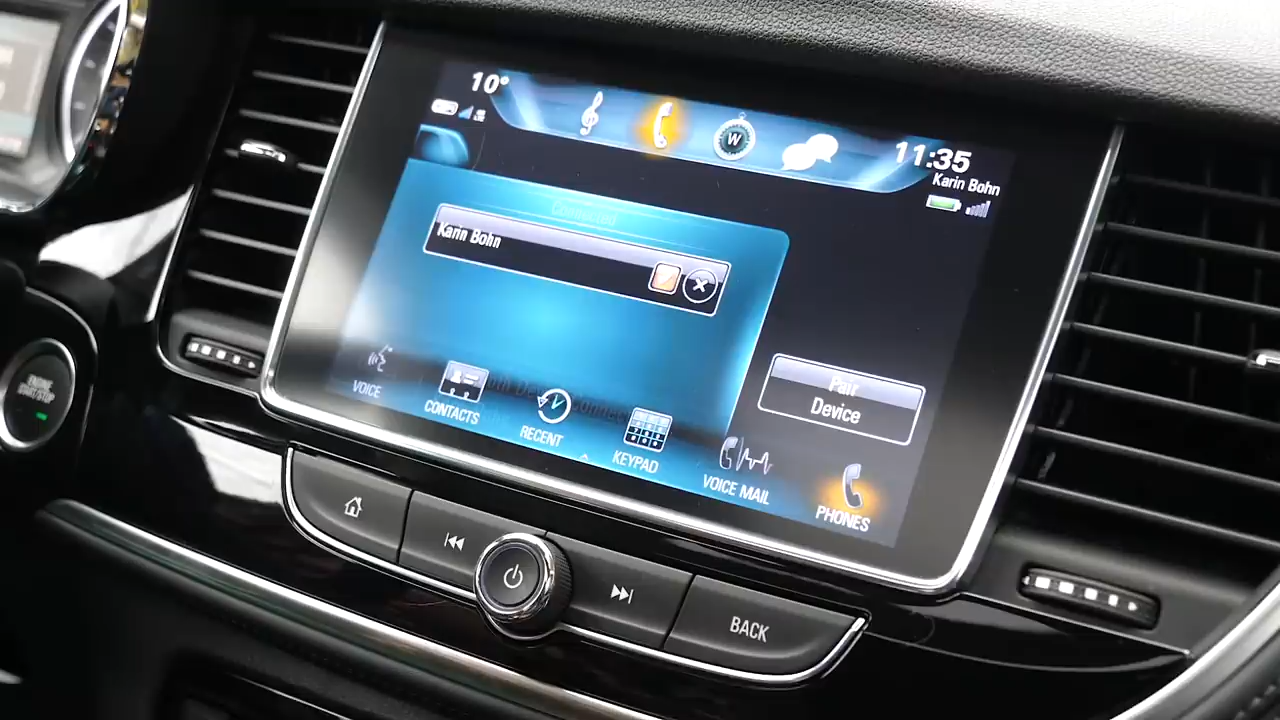 10°
11:35
Karin Bohn
W
Connected
Karin Bohn
Pair
Device
VOICE
CONTACTS
RECENT
KEYPAD
VOICE MAIL
PHONES
ENGINE
START/STOP
BACK